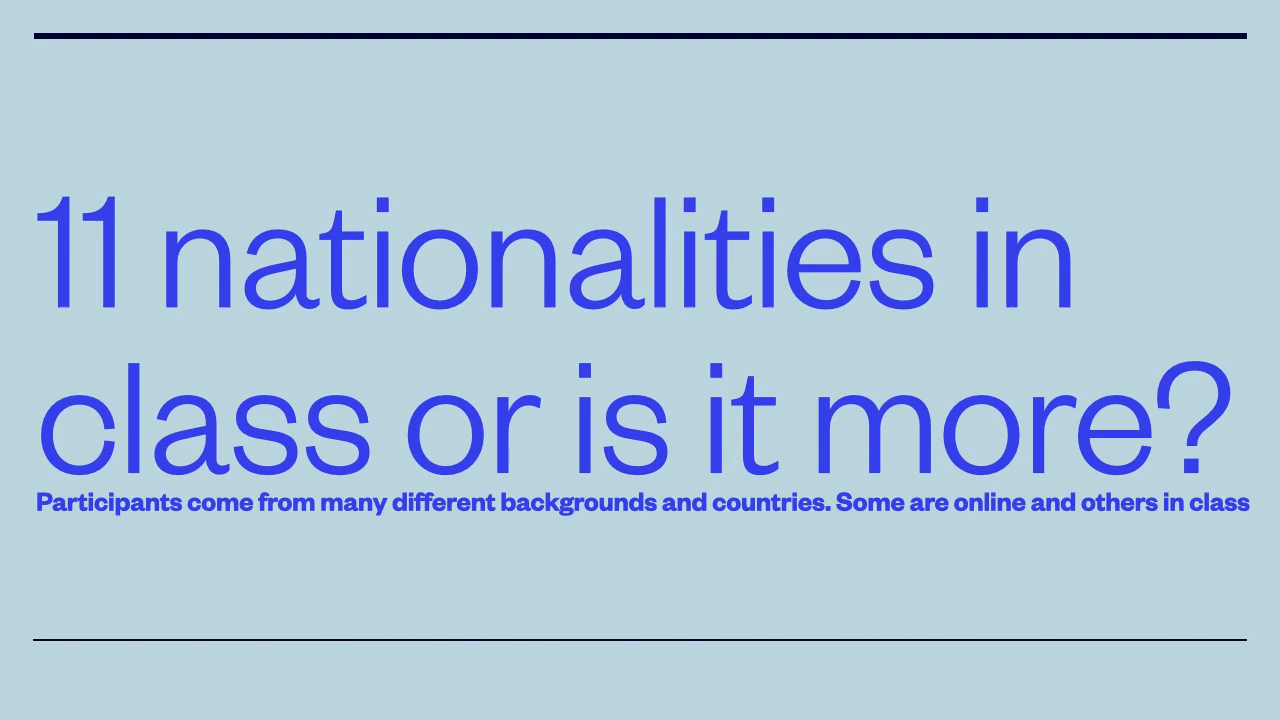 11 nationalities in
class or is it more?
Participants come from many different backgrounds and countries. Some are online and others in class